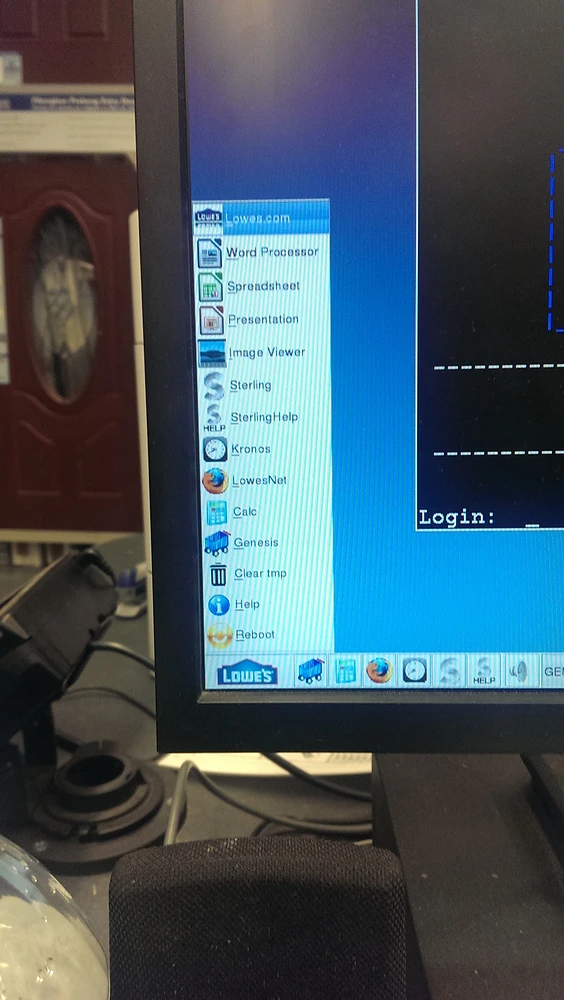 LOWE'S
Lowes.com
Word Processor
Spreadsheet
Presentation
Image Viewer
Sterling
SterlingHelp
HELP
Kronos
LowesNet
Calc
Genesis
Clear tmp
Help
Reboot
Login: _
LOWE'S
HELP
GE